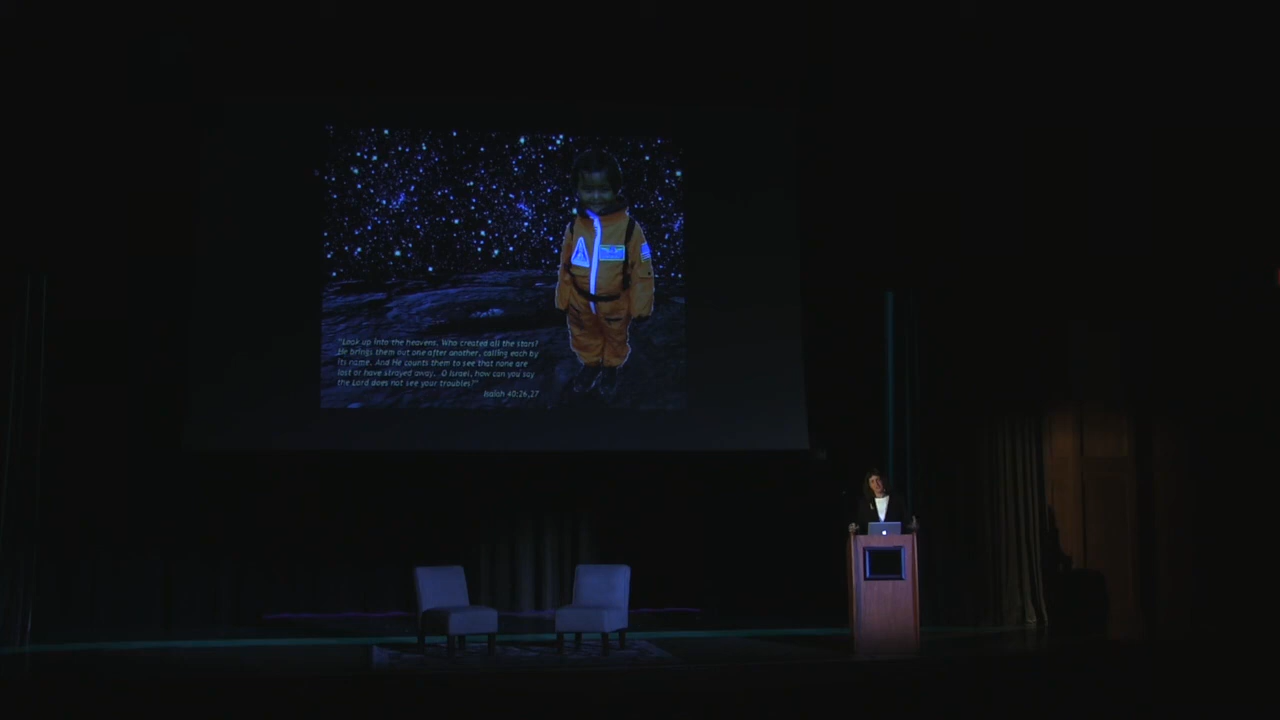 "Look up into the heavens. Who created all the stars?
He brings them out one after another, calling each by
its name. And He counts them to see that none are
lost or have strayed away. O Israel, how can you say
the Lord does not see your troubles?"
Isaiah 40:26,27